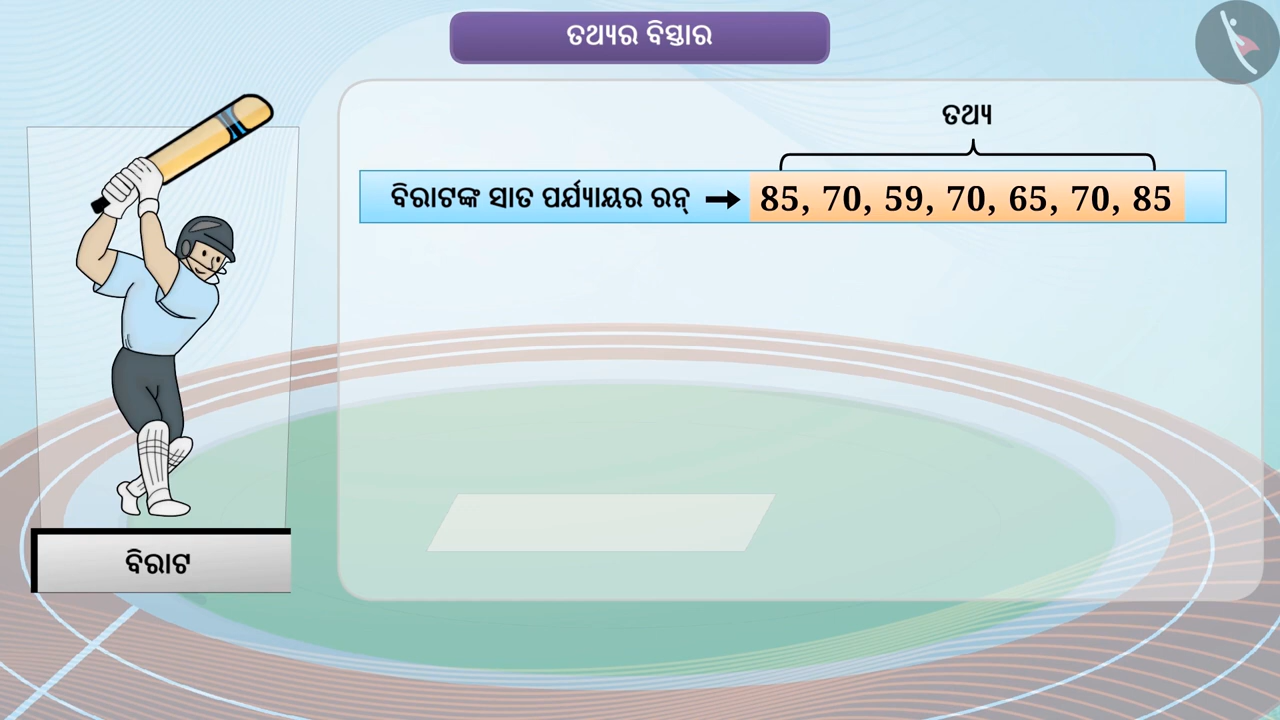 ତଥ୍ୟର ବିସ୍ତାର
ତଥ୍ୟ
ବିରାଟଙ୍କ ସାତ ପର୍ଯ୍ୟାୟର ରନ୍ → 85, 70, 59, 70, 65, 70, 85
ବିରାଟ